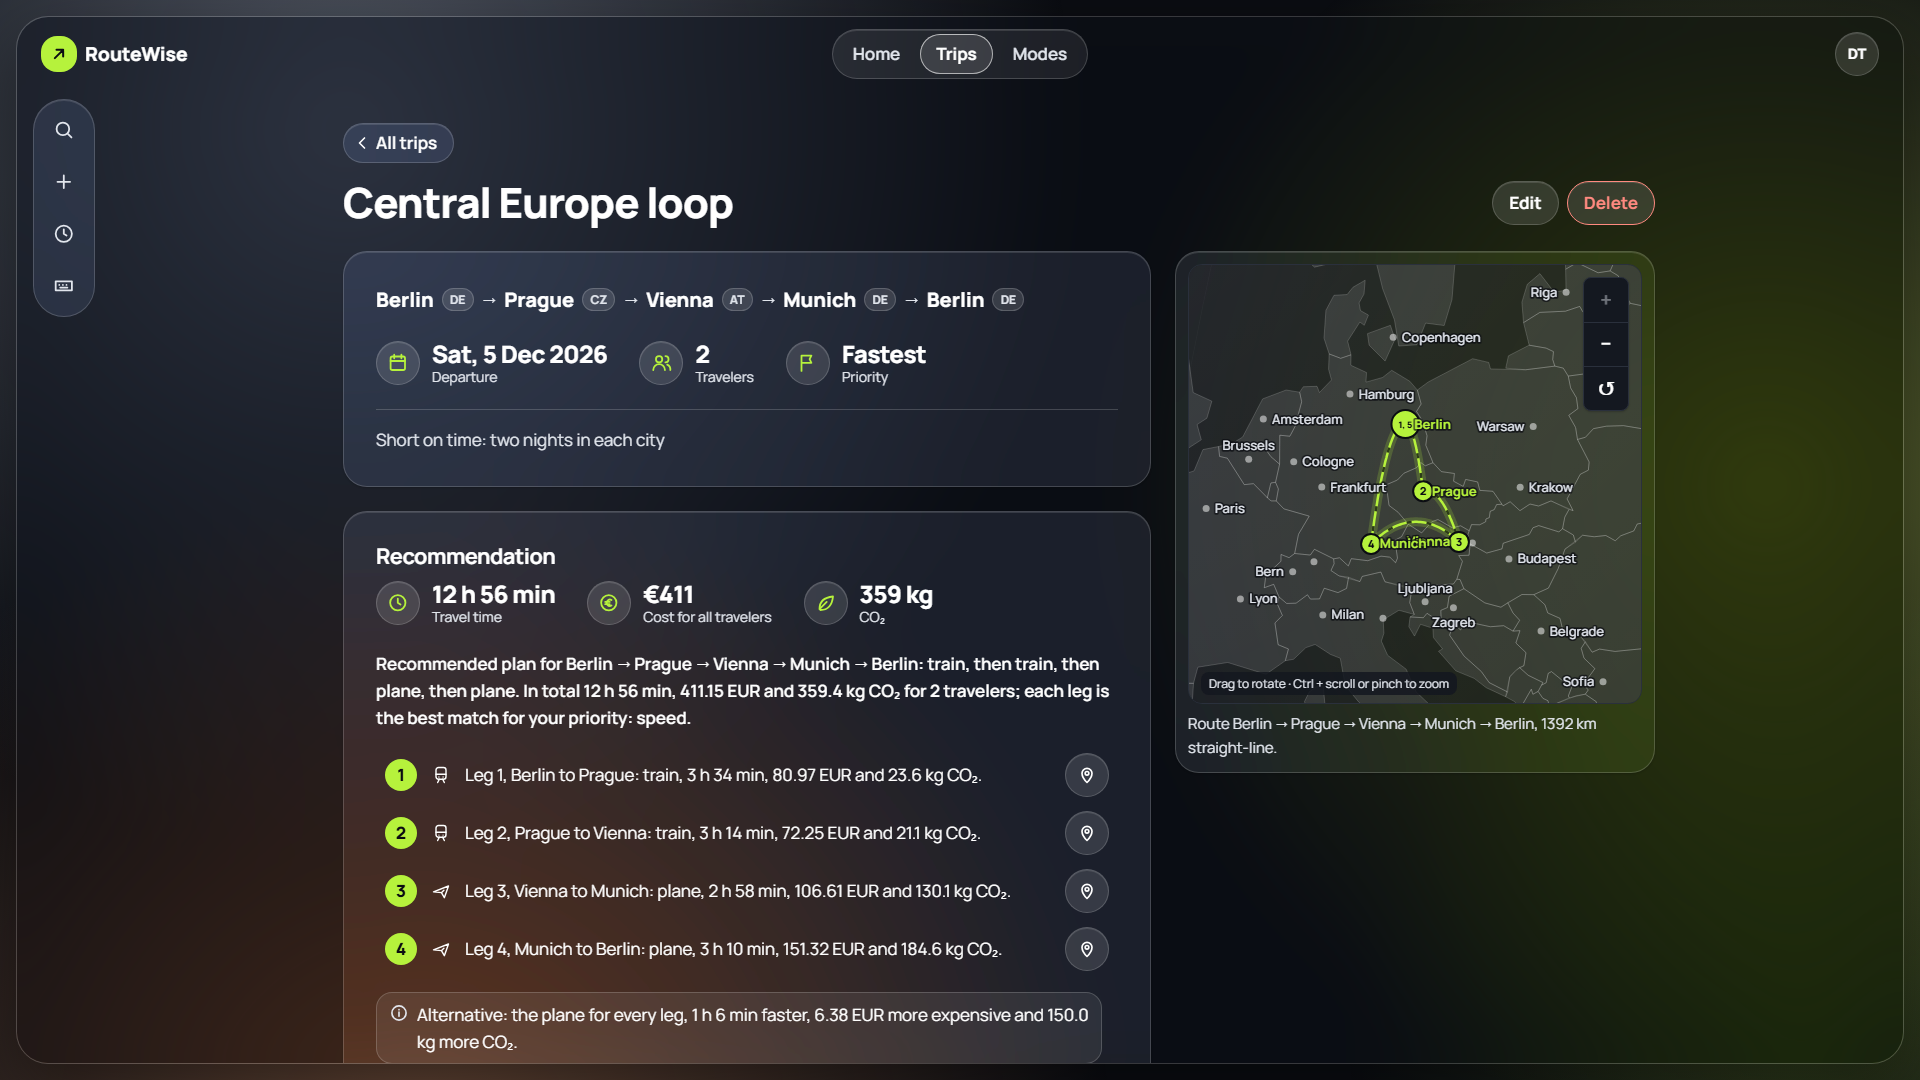 RouteWise
Home
Trips
Modes
DT
All trips
Central Europe loop
Edit
Delete
Berlin DE → Prague CZ → Vienna AT → Munich DE → Berlin DE
Sat, 5 Dec 2026
Departure
2
Travelers
Fastest
Priority
Short on time: two nights in each city
Recommendation
12 h 56 min
Travel time
€411
Cost for all travelers
359 kg
CO₂
Recommended plan for Berlin → Prague → Vienna → Munich → Berlin: train, then train, then
plane, then plane. In total 12 h 56 min, 411.15 EUR and 359.4 kg CO₂ for 2 travelers; each leg is
the best match for your priority: speed.
1 Leg 1, Berlin to Prague: train, 3 h 34 min, 80.97 EUR and 23.6 kg CO₂.
2 Leg 2, Prague to Vienna: train, 3 h 14 min, 72.25 EUR and 21.1 kg CO₂.
3 Leg 3, Vienna to Munich: plane, 2 h 58 min, 106.61 EUR and 130.1 kg CO₂.
4 Leg 4, Munich to Berlin: plane, 3 h 10 min, 151.32 EUR and 184.6 kg CO₂.
Alternative: the plane for every leg, 1 h 6 min faster, 6.38 EUR more expensive and 150.0
kg more CO₂.
Riga
+
Copenhagen
−
↺
Hamburg
Amsterdam
1, 5 Berlin
Warsaw
Brussels
Cologne
Frankfurt
2 Prague
Krakow
Paris
4 Munich
3
Budapest
Bern
Ljubljana
Lyon
Milan
Zagreb
Belgrade
Sofia
Drag to rotate · Ctrl + scroll or pinch to zoom
Route Berlin → Prague → Vienna → Munich → Berlin, 1392 km
straight-line.